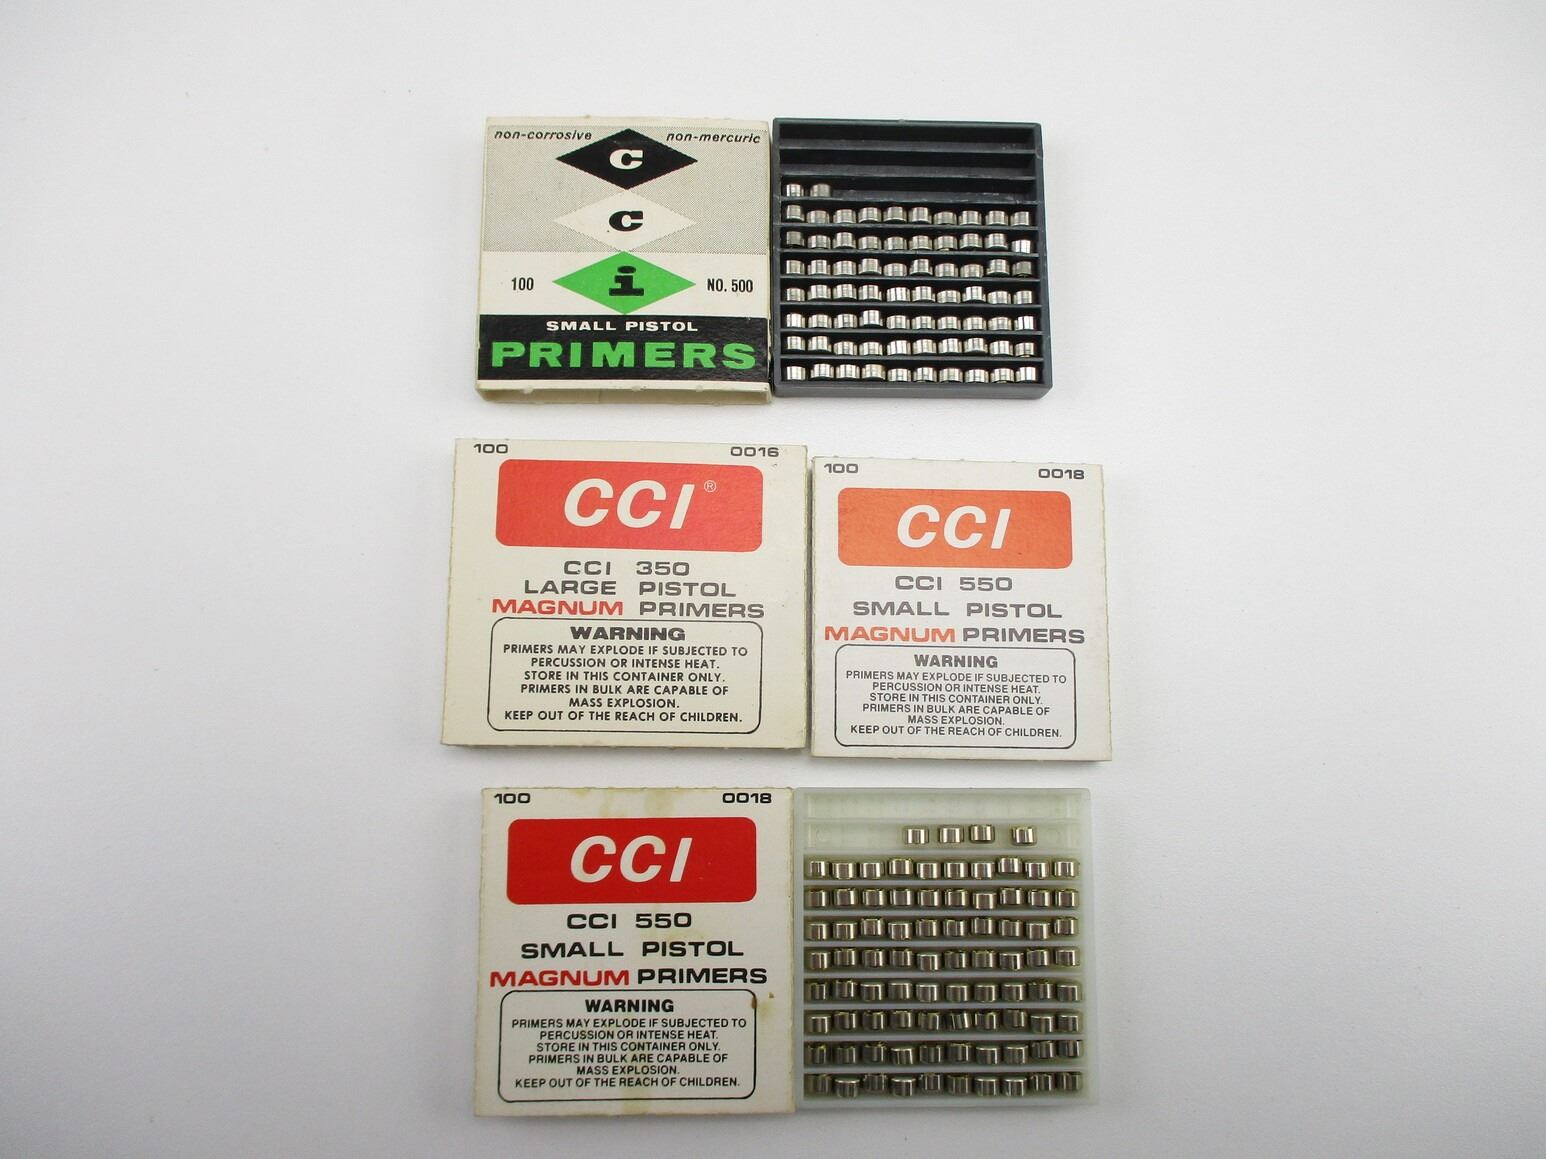 non-corrosive non-mercuric
C
C
i
100 NO. 500
SMALL PISTOL
PRIMERS
100 0016
CCI®
CCI 350
LARGE PISTOL
MAGNUM PRIMERS
WARNING
PRIMERS MAY EXPLODE IF SUBJECTED TO
PERCUSSION OR INTENSE HEAT.
STORE IN THIS CONTAINER ONLY.
PRIMERS IN BULK ARE CAPABLE OF
MASS EXPLOSION.
KEEP OUT OF THE REACH OF CHILDREN.
100 0018
CCI
CCI 550
SMALL PISTOL
MAGNUM PRIMERS
WARNING
PRIMERS MAY EXPLODE IF SUBJECTED TO
PERCUSSION OR INTENSE HEAT.
STORE IN THIS CONTAINER ONLY.
PRIMERS IN BULK ARE CAPABLE OF
MASS EXPLOSION.
KEEP OUT OF THE REACH OF CHILDREN.
100 0018
CCI
CCI 550
SMALL PISTOL
MAGNUM PRIMERS
WARNING
PRIMERS MAY EXPLODE IF SUBJECTED TO
PERCUSSION OR INTENSE HEAT.
STORE IN THIS CONTAINER ONLY.
PRIMERS IN BULK ARE CAPABLE OF
MASS EXPLOSION.
KEEP OUT OF THE REACH OF CHILDREN.